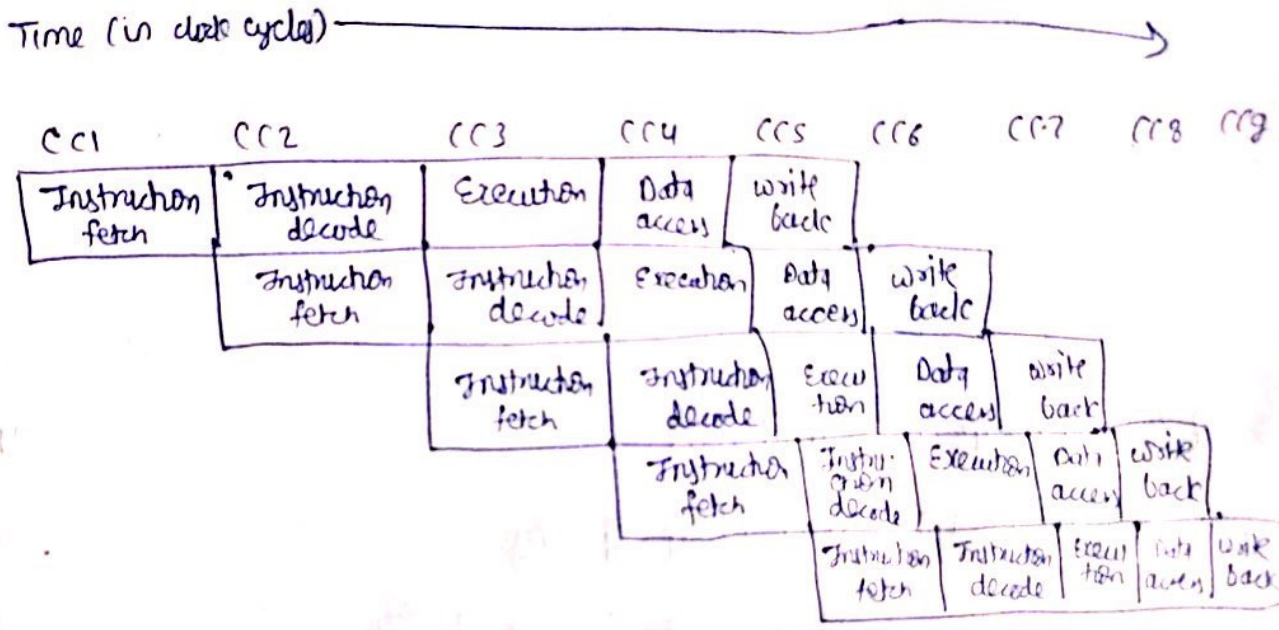 Time (in clock cycles)
CC1 CC2 CC3 CC4 CC5 CC6 CC7 CC8 CC9
Instruction fetch Instruction decode Execution Data access write back
Instruction fetch Instruction decode Execution Data access write back
Instruction fetch Instruction decode Execution Data access write back
Instruction fetch Instruction decode Execution Data access write back
Instruction fetch Instruction decode Execution Data access write back